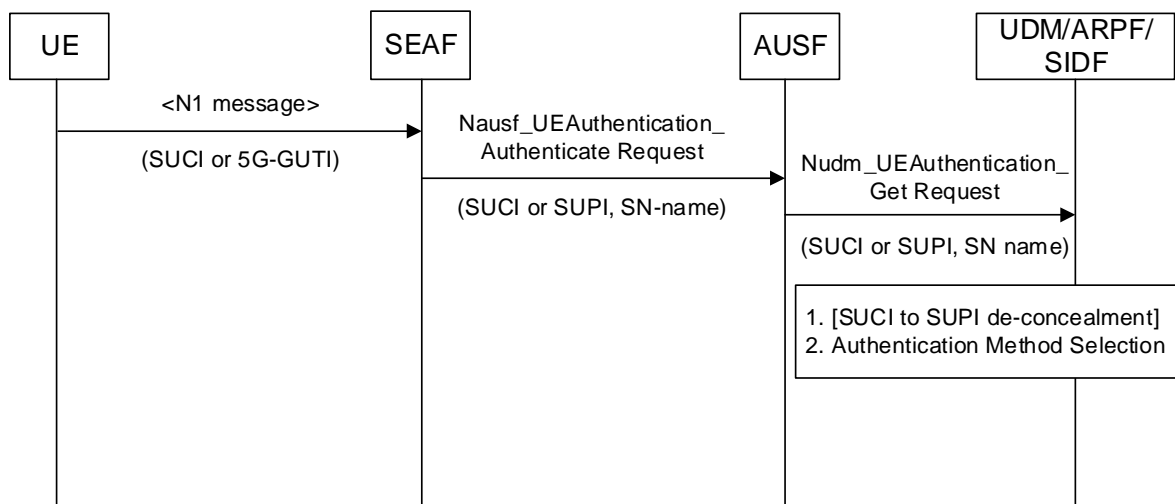 UE
SEAF
AUSF
UDM/ARPF/
SIDF
<N1 message>
(SUCI or 5G-GUTI)
Nausf_UEAuthentication_
Authenticate Request
(SUCI or SUPI, SN-name)
Nudm_UEAuthentication_
Get Request
(SUCI or SUPI, SN name)
1. [SUCI to SUPI de-concealment]
2. Authentication Method Selection